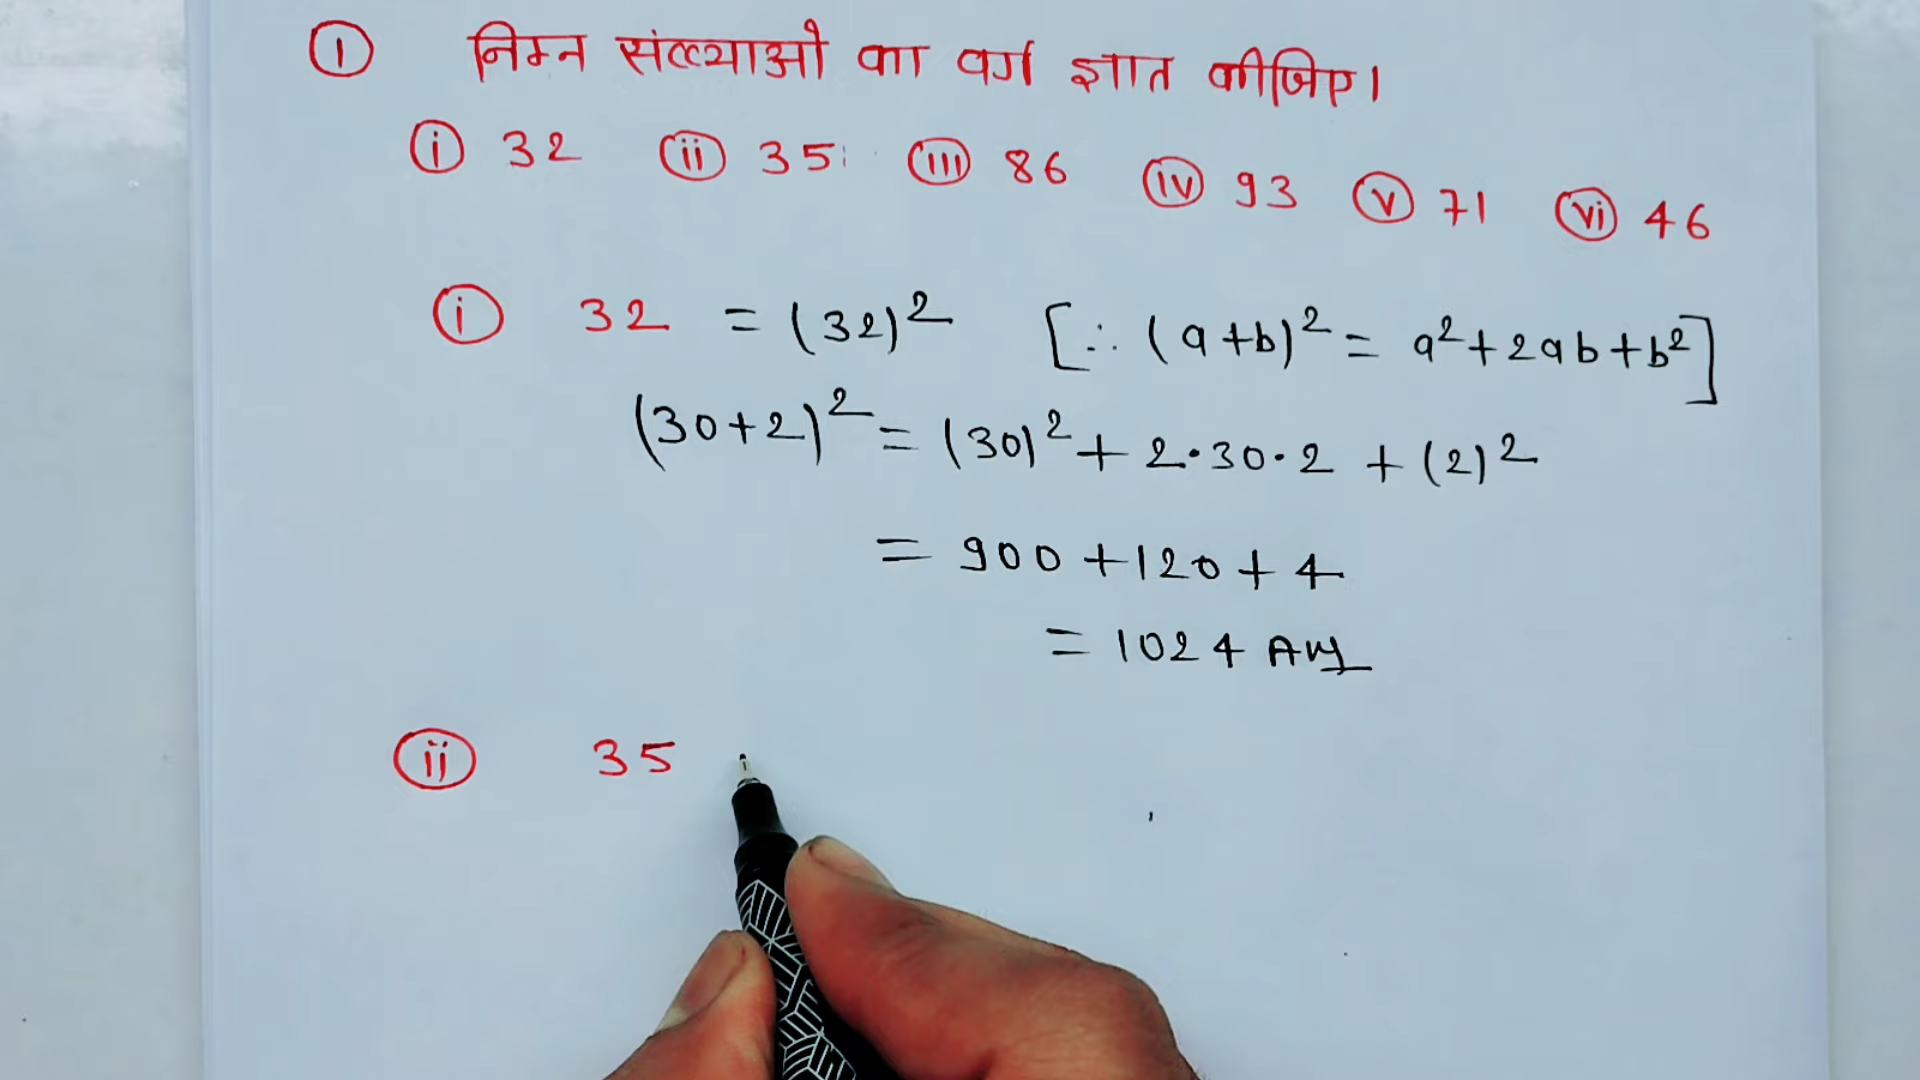 ① निम्न संख्याओ का वर्ग ज्ञात कीजिए।
ⓘ 32 ⅱ 35 ⅲ 86 ⅳ 93 ⅴ 71 ⅵ 46
ⓘ 32 = (32)² [∴ (a+b)² = a²+2ab+b²]
(30+2)² = (30)² + 2·30·2 + (2)²
= 900 + 120 + 4
= 1024 Ans
ⅱ 35